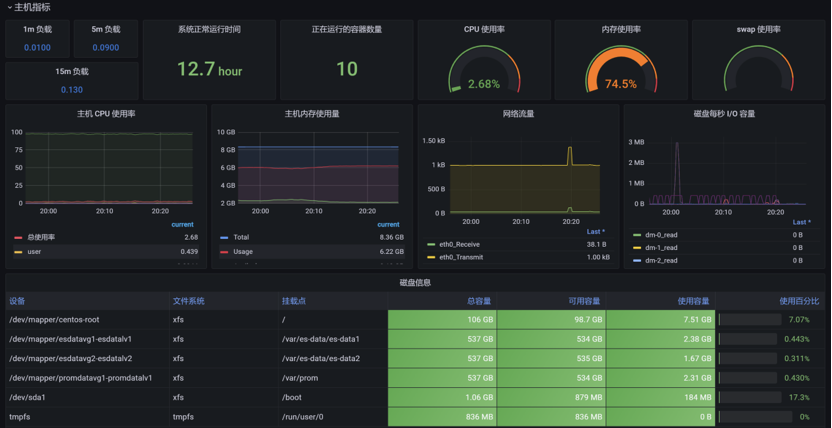 主机指标
1m 负载
5m 负载
系统正常运行时间
正在运行的容器数量
CPU 使用率
内存使用率
swap 使用率
0.0100
0.0900
15m 负载
0.130
12.7 hour
10
2.68%
74.5%
主机 CPU 使用率
100
75
50
25
0
20:00
20:10
20:20
current
总使用率
2.68
user
0.439
主机内存使用量
10 GB
8 GB
6 GB
4 GB
2 GB
20:00
20:10
20:20
current
Total
8.36 GB
Usage
6.22 GB
网络流量
1.50 kB
1 kB
500 B
0 B
20:00
20:10
20:20
Last *
eth0_Receive
38.1 B
eth0_Transmit
1.00 kB
磁盘每秒 I/O 容量
3 MB
2 MB
1 MB
0 B
20:00
20:10
20:20
Last *
dm-0_read
0 B
dm-1_read
0 B
dm-2_read
0 B
磁盘信息
设备 文件系统 挂载点 总容量 可用容量 使用容量 使用百分比
/dev/mapper/centos-root xfs / 106 GB 98.7 GB 7.51 GB 7.07%
/dev/mapper/esdatavg1-esdatalv1 xfs /var/es-data/es-data1 537 GB 534 GB 2.38 GB 0.443%
/dev/mapper/esdatavg2-esdatalv2 xfs /var/es-data/es-data2 537 GB 535 GB 1.67 GB 0.311%
/dev/mapper/promdatavg1-promdatalv1 xfs /var/prom 537 GB 534 GB 2.31 GB 0.430%
/dev/sda1 xfs /boot 1.06 GB 879 MB 184 MB 17.3%
tmpfs tmpfs /run/user/0 836 MB 836 MB 0 B 0%